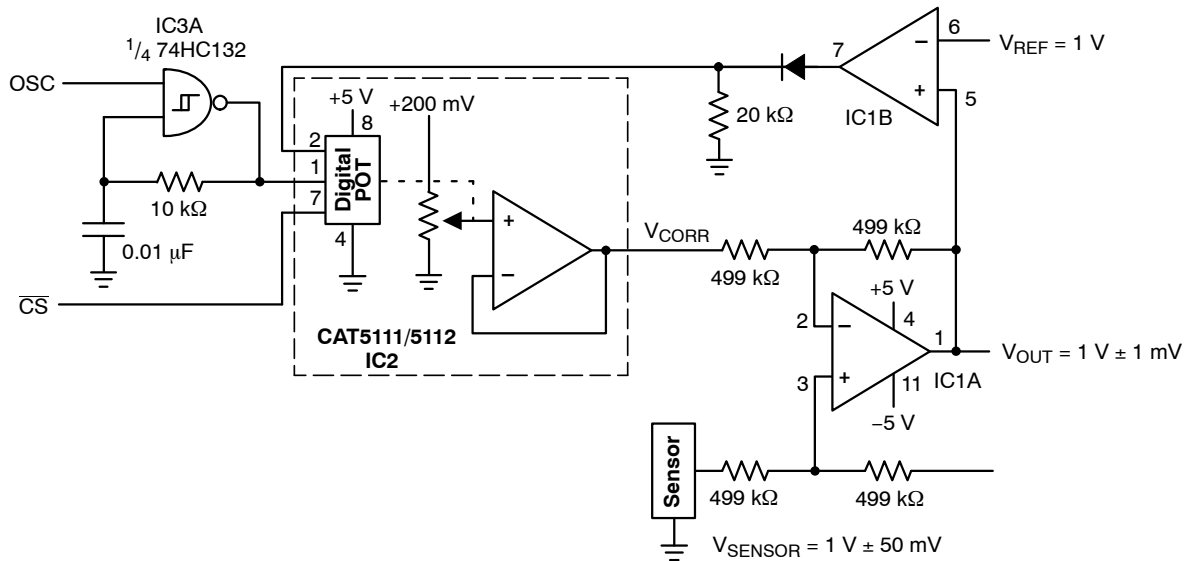 IC3A
1/4 74HC132
OSC
10 kΩ
0.01 µF
CS
+5 V
8
+200 mV
2
1
7
Digital
POT
4
+
−
CAT5111/5112
IC2
VCORR
7
−
6
VREF = 1 V
+
5
IC1B
20 kΩ
499 kΩ
499 kΩ
+5 V
4
2
−
1
VOUT = 1 V ± 1 mV
3
+
11
IC1A
−5 V
Sensor
499 kΩ
499 kΩ
VSENSOR = 1 V ± 50 mV